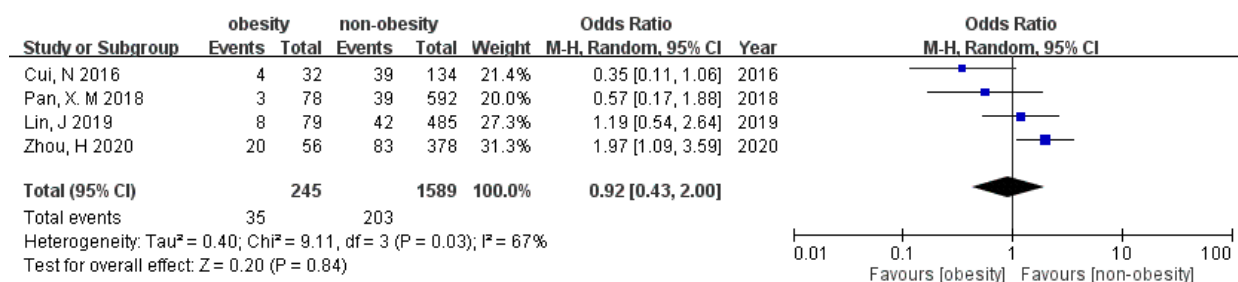 obesity non-obesity Odds Ratio Odds Ratio
Study or Subgroup Events Total Events Total Weight M-H, Random, 95% CI Year M-H, Random, 95% CI
Cui, N 2016 4 32 39 134 21.4% 0.35 [0.11, 1.06] 2016
Pan, X. M 2018 3 78 39 592 20.0% 0.57 [0.17, 1.88] 2018
Lin, J 2019 8 79 42 485 27.3% 1.19 [0.54, 2.64] 2019
Zhou, H 2020 20 56 83 378 31.3% 1.97 [1.09, 3.59] 2020
Total (95% CI) 245 1589 100.0% 0.92 [0.43, 2.00]
Total events 35 203
Heterogeneity: Tau² = 0.40; Chi² = 9.11, df = 3 (P = 0.03); I² = 67%
Test for overall effect: Z = 0.20 (P = 0.84)
0.01 0.1 1 10 100
Favours [obesity] Favours [non-obesity]